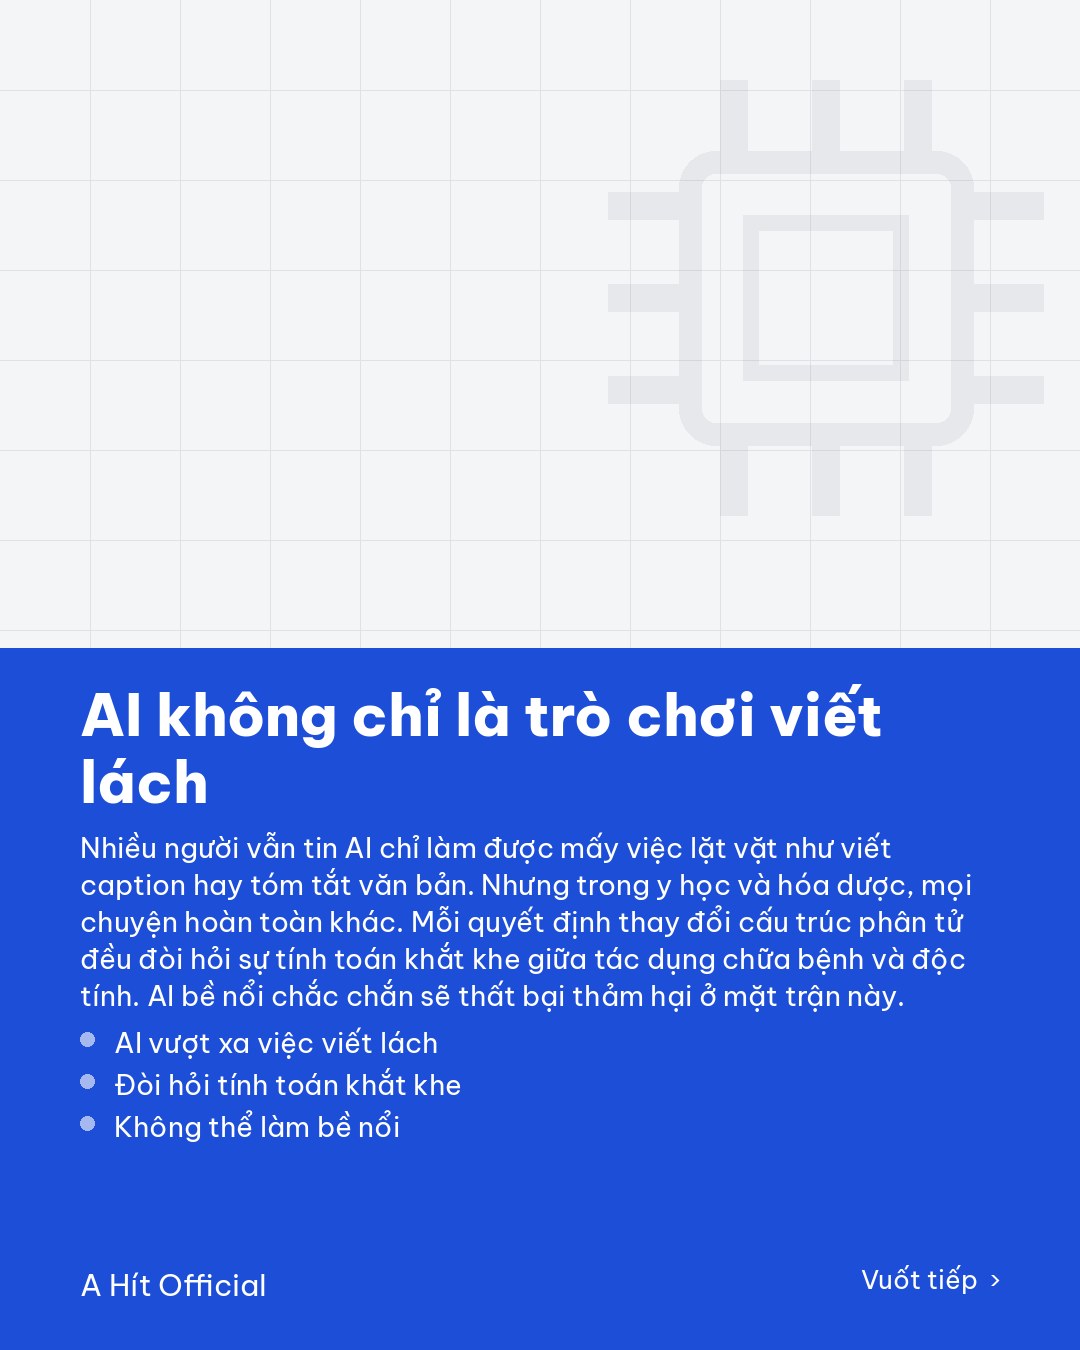 AI không chỉ là trò chơi viết
lách
Nhiều người vẫn tin AI chỉ làm được mấy việc lặt vặt như viết
caption hay tóm tắt văn bản. Nhưng trong y học và hóa dược, mọi
chuyện hoàn toàn khác. Mỗi quyết định thay đổi cấu trúc phân tử
đều đòi hỏi sự tính toán khắt khe giữa tác dụng chữa bệnh và độc
tính. AI bề nổi chắc chắn sẽ thất bại thảm hại ở mặt trận này.
AI vượt xa việc viết lách
Đòi hỏi tính toán khắt khe
Không thể làm bề nổi
A Hít Official
Vuốt tiếp ›